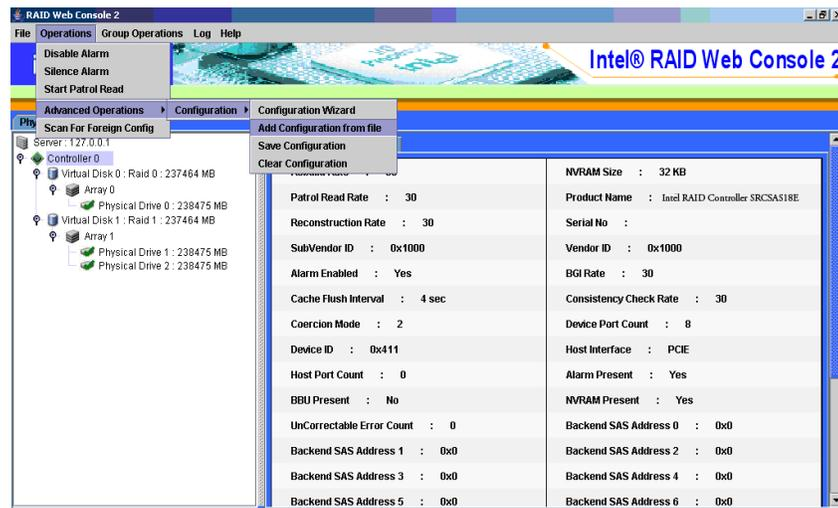 RAID Web Console 2
File Operations Group Operations Log Help
Disable Alarm
Silence Alarm
Start Patrol Read
Advanced Operations
Scan For Foreign Config
Configuration
Configuration Wizard
Add Configuration from file
Save Configuration
Clear Configuration
Intel® RAID Web Console 2
Server : 127.0.0.1
Controller 0
Virtual Disk 0 : Raid 0 : 237464 MB
Array 0
Physical Drive 0 : 238475 MB
Virtual Disk 1 : Raid 1 : 237464 MB
Array 1
Physical Drive 1 : 238475 MB
Physical Drive 2 : 238475 MB
NVRAM Size : 32 KB
Patrol Read Rate : 30
Product Name : Intel RAID Controller SRCSAS18E
Reconstruction Rate : 30
Serial No :
SubVendor ID : 0x1000
Vendor ID : 0x1000
Alarm Enabled : Yes
BGI Rate : 30
Cache Flush Interval : 4 sec
Consistency Check Rate : 30
Coercion Mode : 2
Device Port Count : 8
Device ID : 0x411
Host Interface : PCIE
Host Port Count : 0
Alarm Present : Yes
BBU Present : No
NVRAM Present : Yes
UnCorrectable Error Count : 0
Backend SAS Address 0 : 0x0
Backend SAS Address 1 : 0x0
Backend SAS Address 2 : 0x0
Backend SAS Address 3 : 0x0
Backend SAS Address 4 : 0x0
Backend SAS Address 5 : 0x0
Backend SAS Address 6 : 0x0